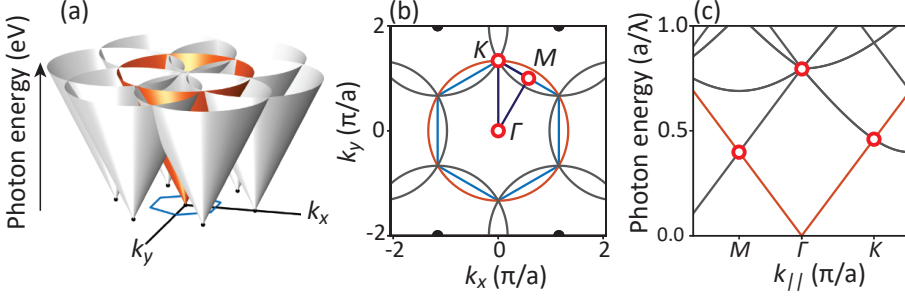 (a)
Photon energy (eV)
k_x
k_y
(b)
2
0
-2
k_y (π/a)
K
M
Γ
-2
0
2
k_x (π/a)
(c)
1.0
0.5
0.0
Photon energy (a/λ)
M
Γ
K
k_{||} (π/a)